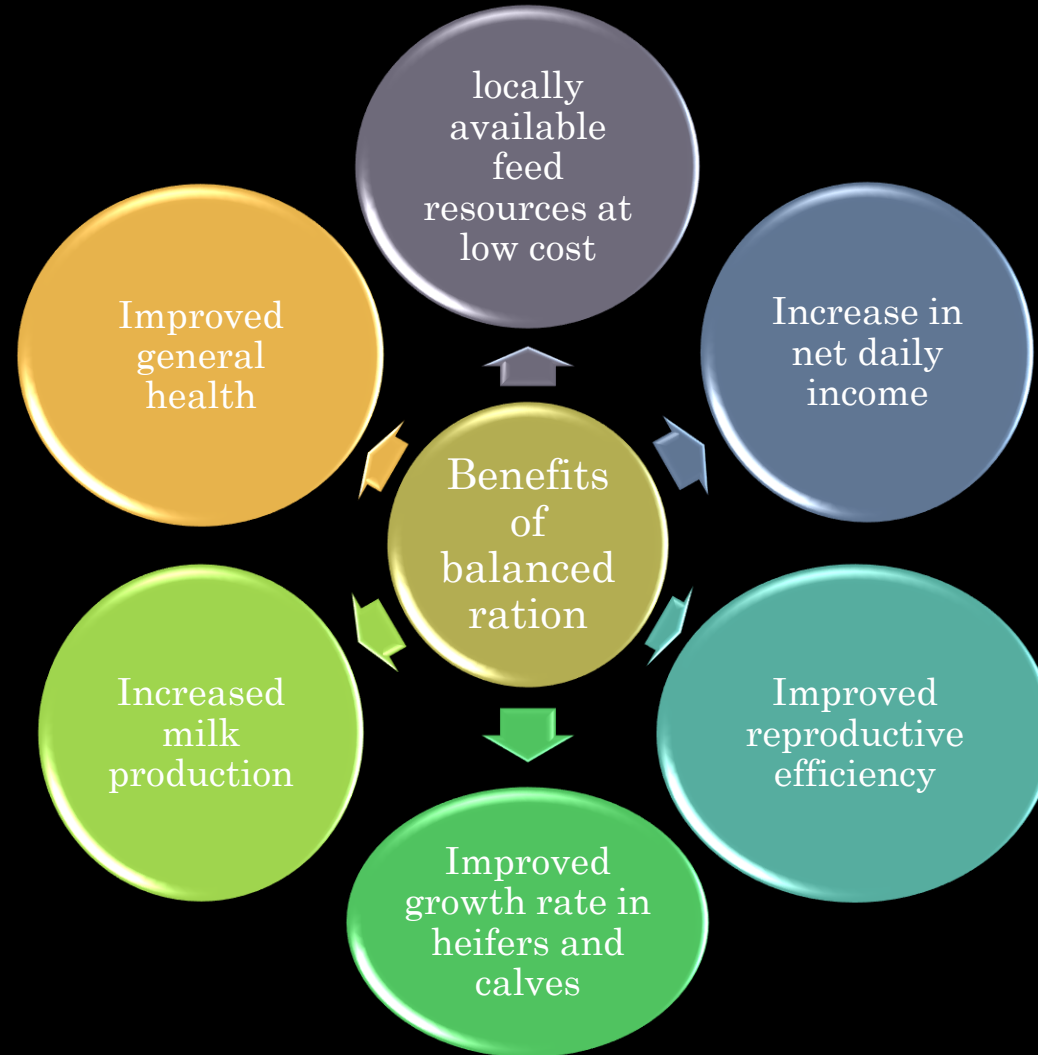 locally
available
feed
resources at
low cost
Increase in
net daily
income
Improved
reproductive
efficiency
Improved
growth rate in
heifers and
calves
Increased
milk
production
Improved
general
health
Benefits
of
balanced
ration